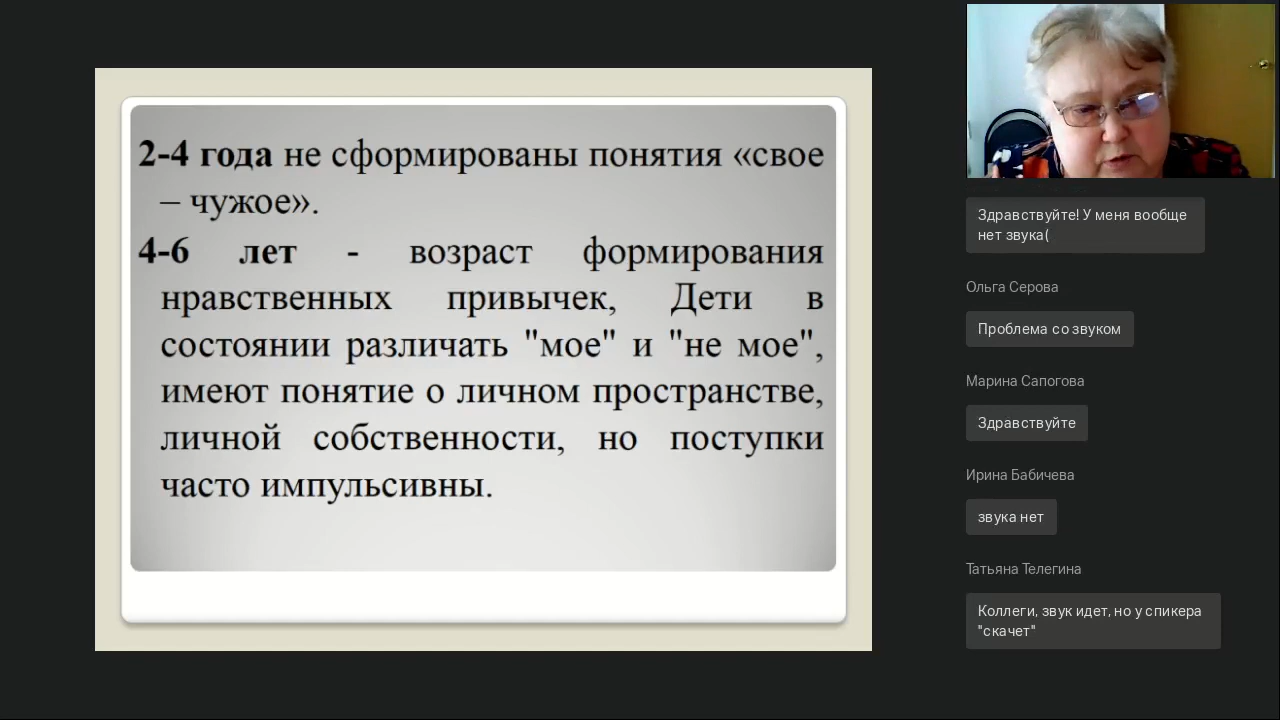 2-4 года не сформированы понятия «свое
– чужое».
4-6 лет - возраст формирования
нравственных привычек, Дети в
состоянии различать "мое" и "не мое",
имеют понятие о личном пространстве,
личной собственности, но поступки
часто импульсивны.
Здравствуйте! У меня вообще
нет звука(
Ольга Серова
Проблема со звуком
Марина Сапогова
Здравствуйте
Ирина Бабичева
звука нет
Татьяна Телегина
Коллеги, звук идет, но у спикера
"скачет"